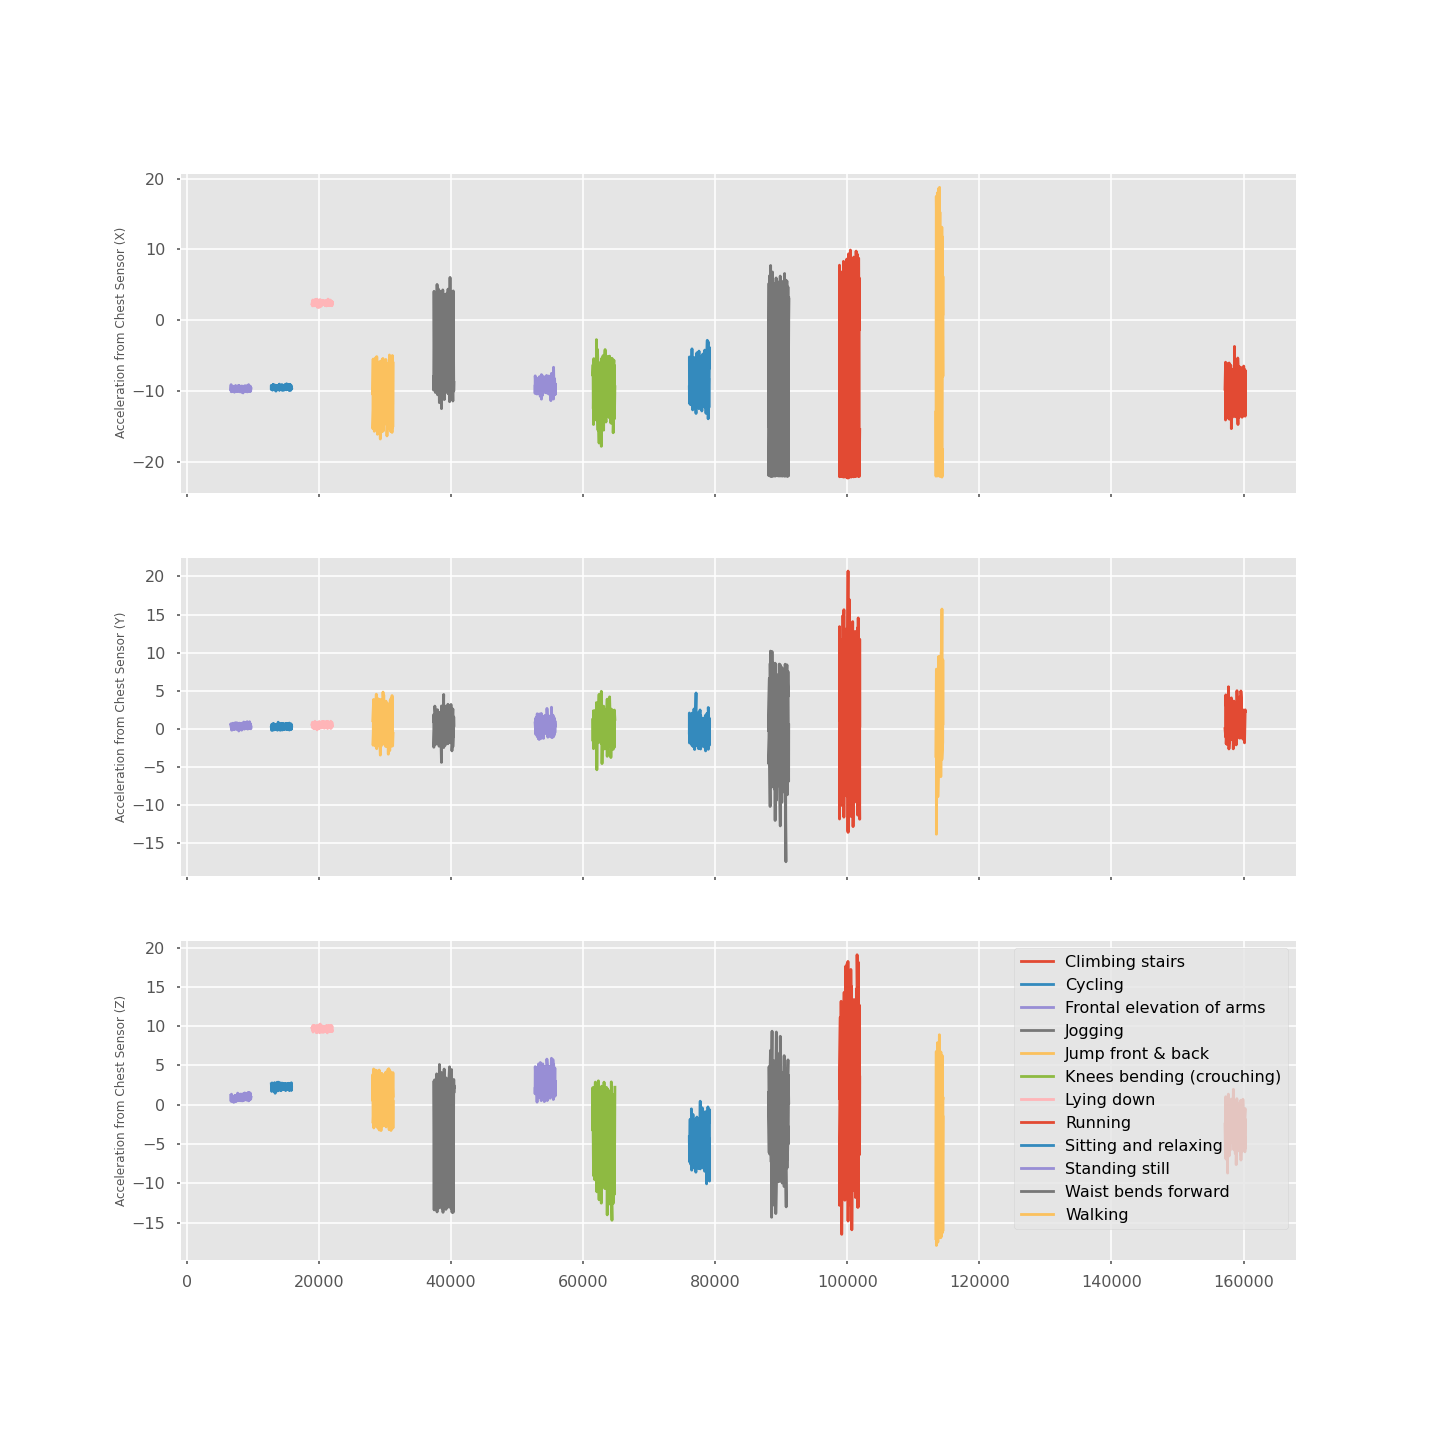 20
10
0
−10
−20
Acceleration from Chest Sensor (X)
20
15
10
5
0
−5
−10
−15
Acceleration from Chest Sensor (Y)
20
15
10
5
0
−5
−10
−15
Acceleration from Chest Sensor (Z)
Climbing stairs
Cycling
Frontal elevation of arms
Jogging
Jump front & back
Knees bending (crouching)
Lying down
Running
Sitting and relaxing
Standing still
Waist bends forward
Walking
0 20000 40000 60000 80000 100000 120000 140000 160000